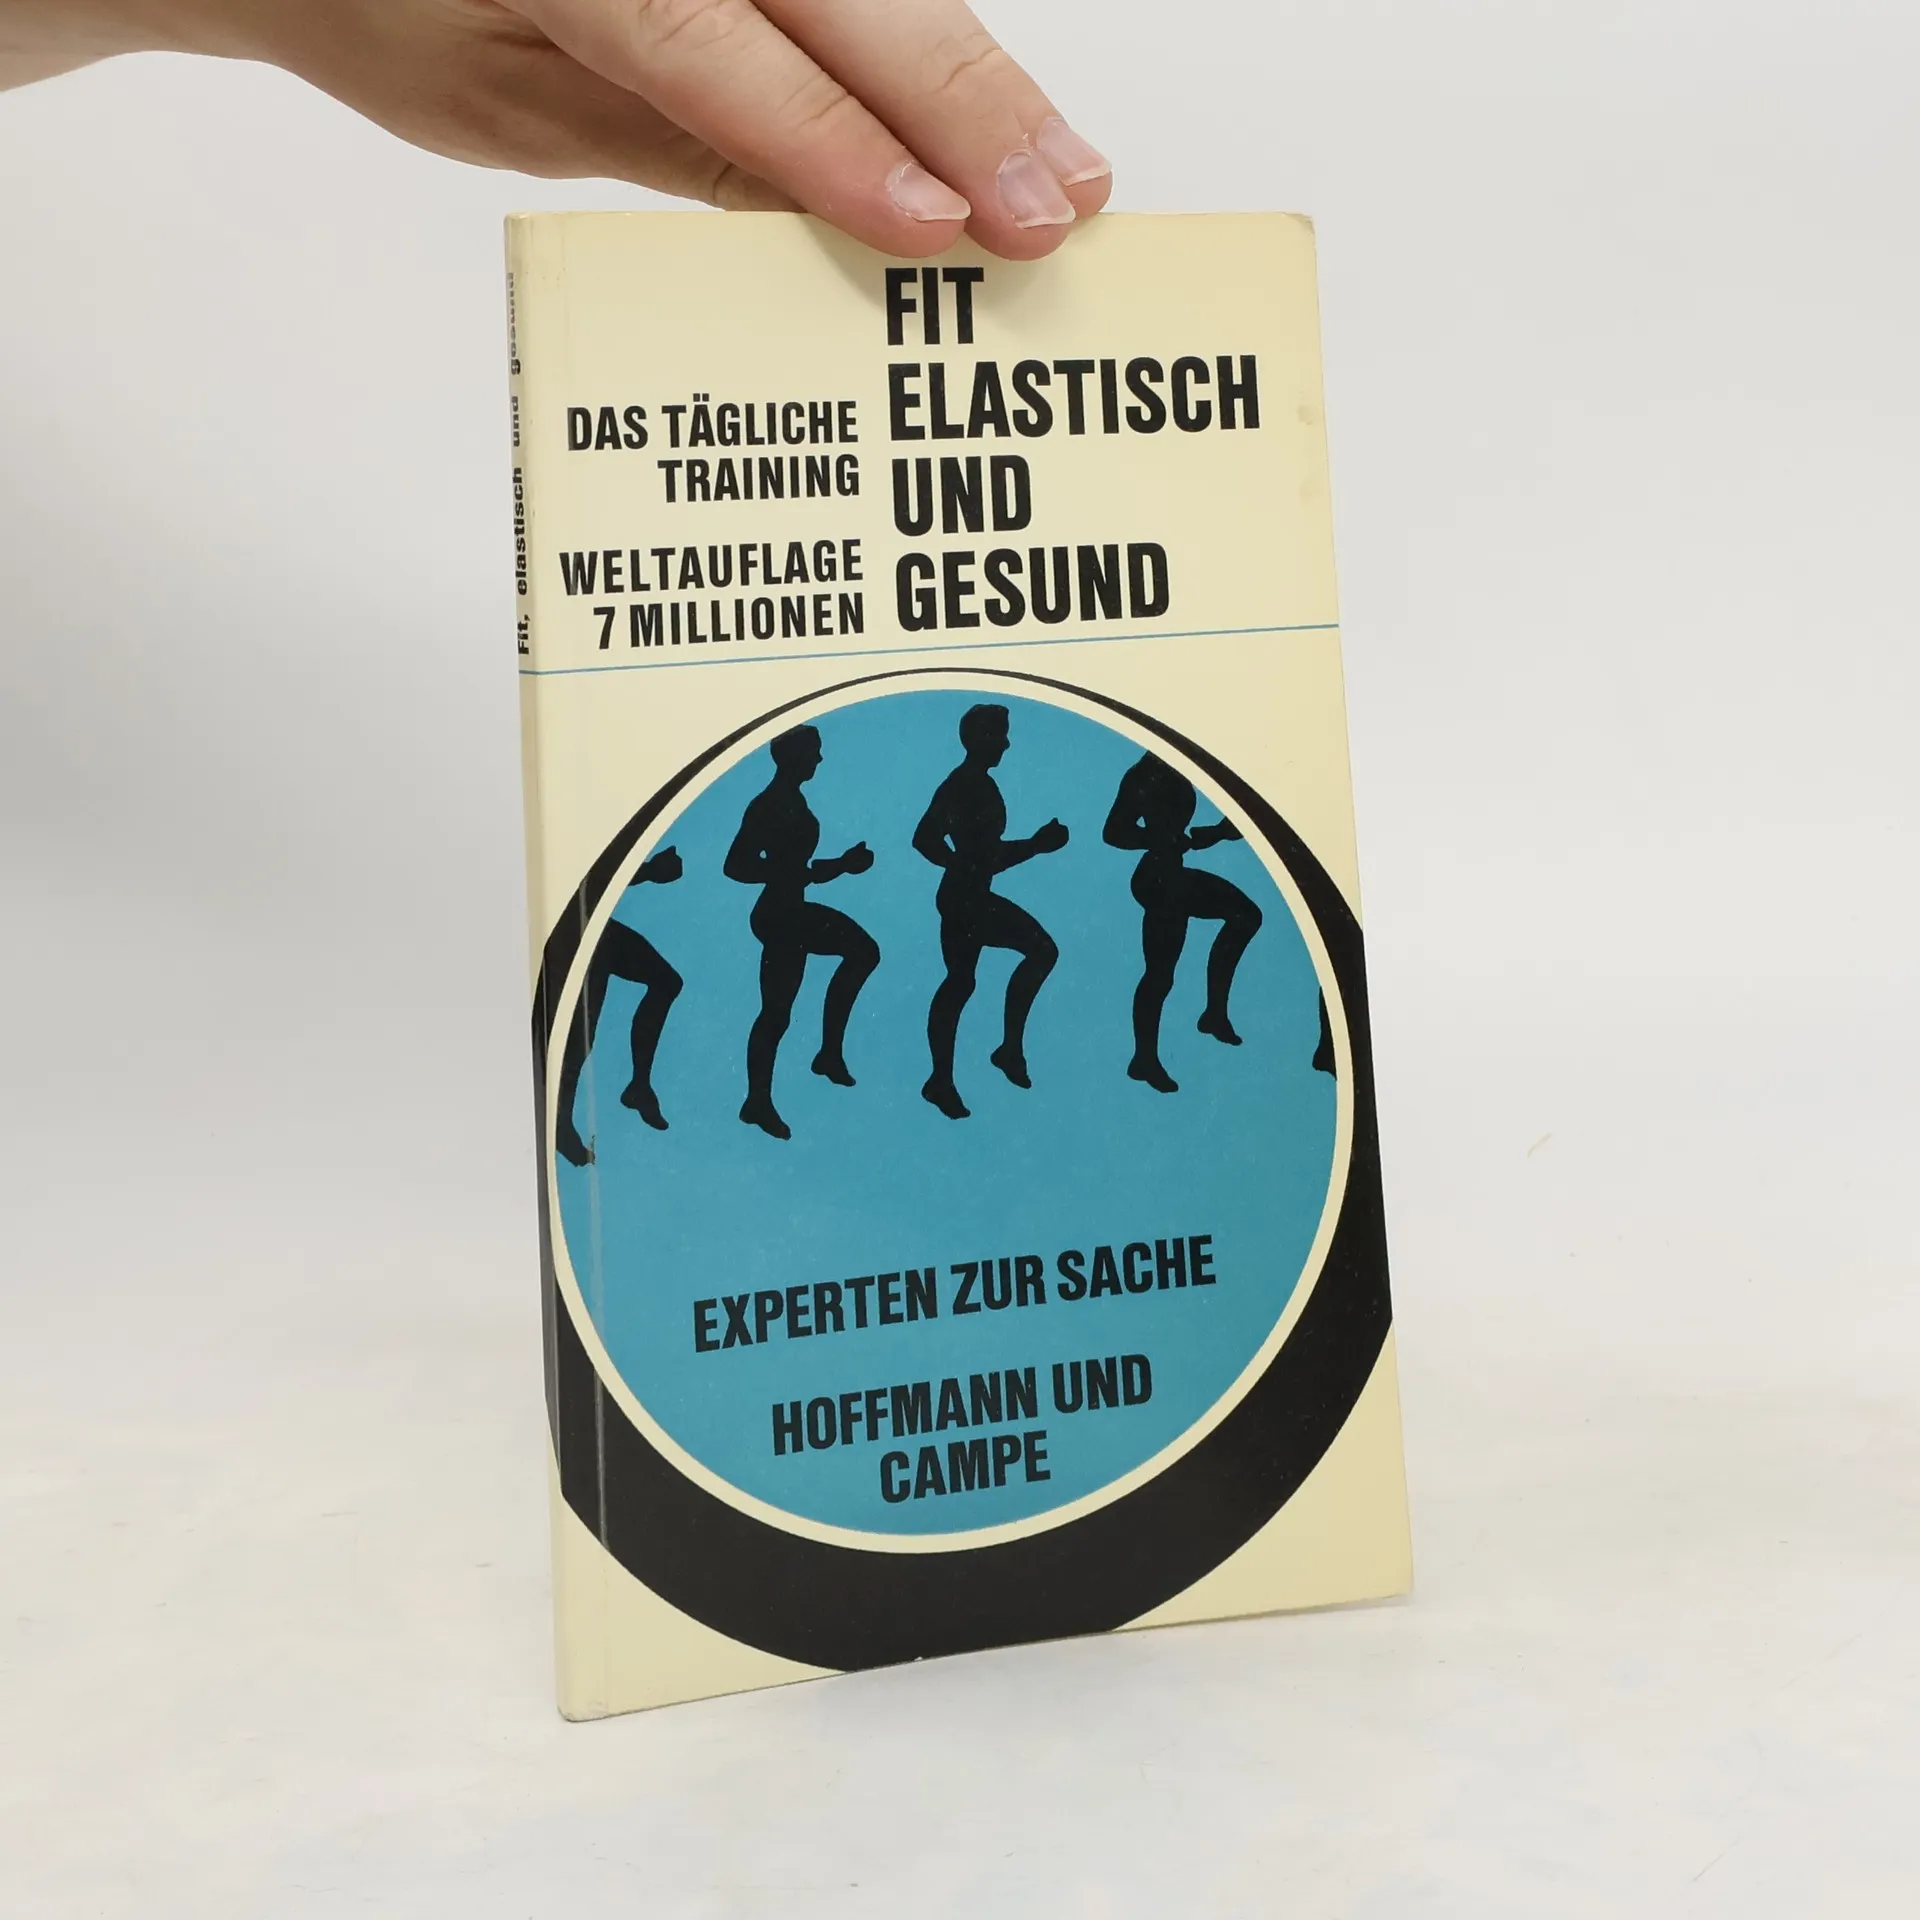 FIT
ELASTISCH
UND
GESUND
DAS TÄGLICHE
TRAINING
WELTAUFLAGE
7 MILLIONEN
EXPERTEN ZUR SACHE
HOFFMANN UND
CAMPE
Fit, elastisch und gesund